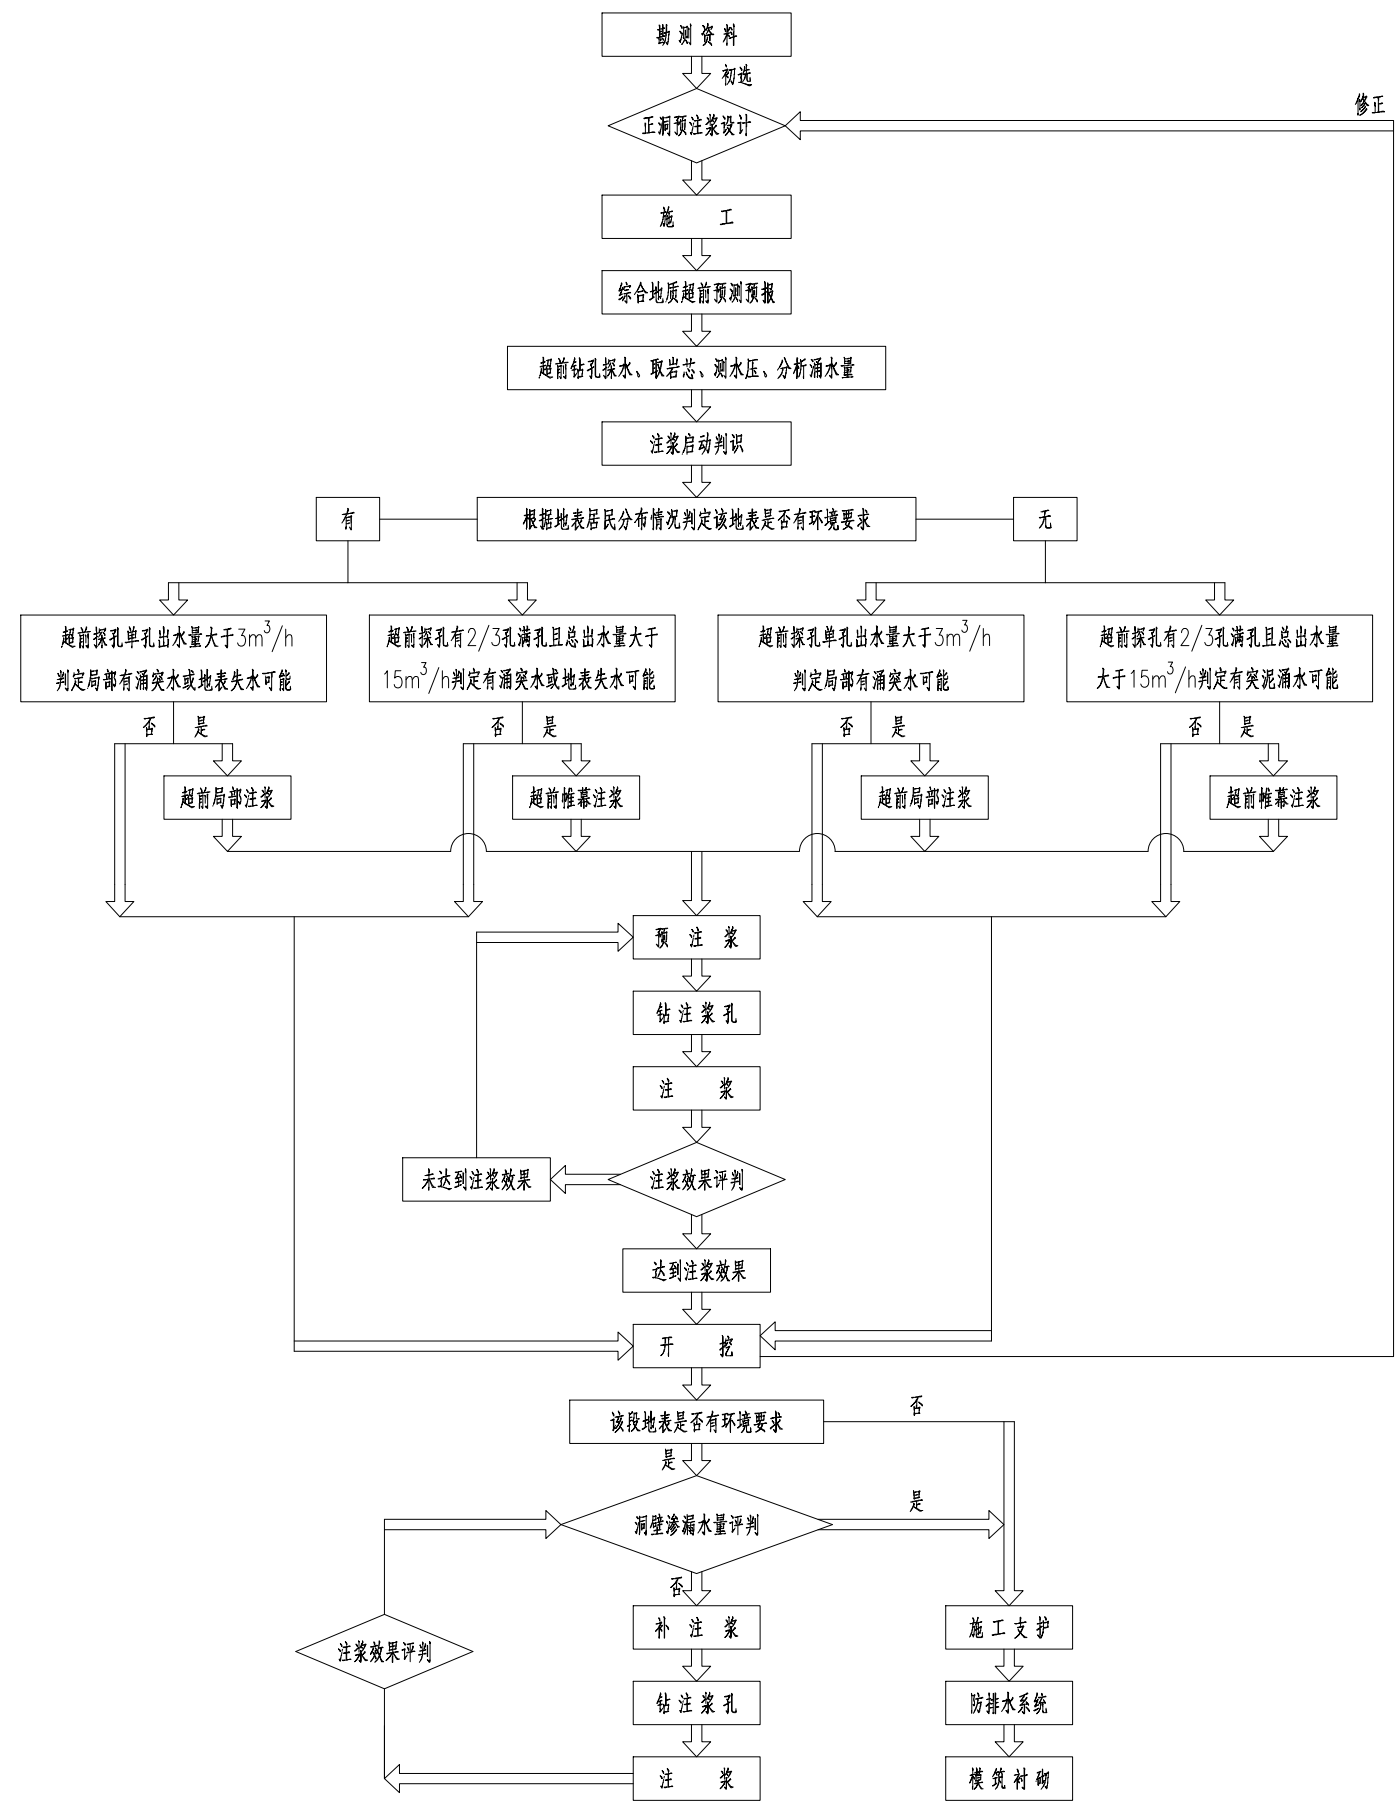 勘测资料
初选
修正
正洞预注浆设计
施工
综合地质超前预测预报
超前钻孔探水、取岩芯、测水压、分析涌水量
注浆启动判识
有
根据地表居民分布情况判定该地表是否有环境要求
无
超前探孔单孔出水量大于3m³/h
判定局部有涌突水或地表失水可能
超前探孔有2/3孔满孔且总出水量大于
15m³/h判定有涌突水或地表失水可能
超前探孔单孔出水量大于3m³/h
判定局部有涌突水可能
超前探孔有2/3孔满孔且总出水量
大于15m³/h判定有突泥涌水可能
否 是
否 是
否 是
否 是
超前局部注浆
超前帷幕注浆
超前局部注浆
超前帷幕注浆
预注浆
钻注浆孔
注浆
未达到注浆效果
注浆效果评判
达到注浆效果
开挖
该段地表是否有环境要求
否
是
洞壁渗漏水量评判
是
否
补注浆
施工支护
注浆效果评判
钻注浆孔
防排水系统
注浆
模筑衬砌